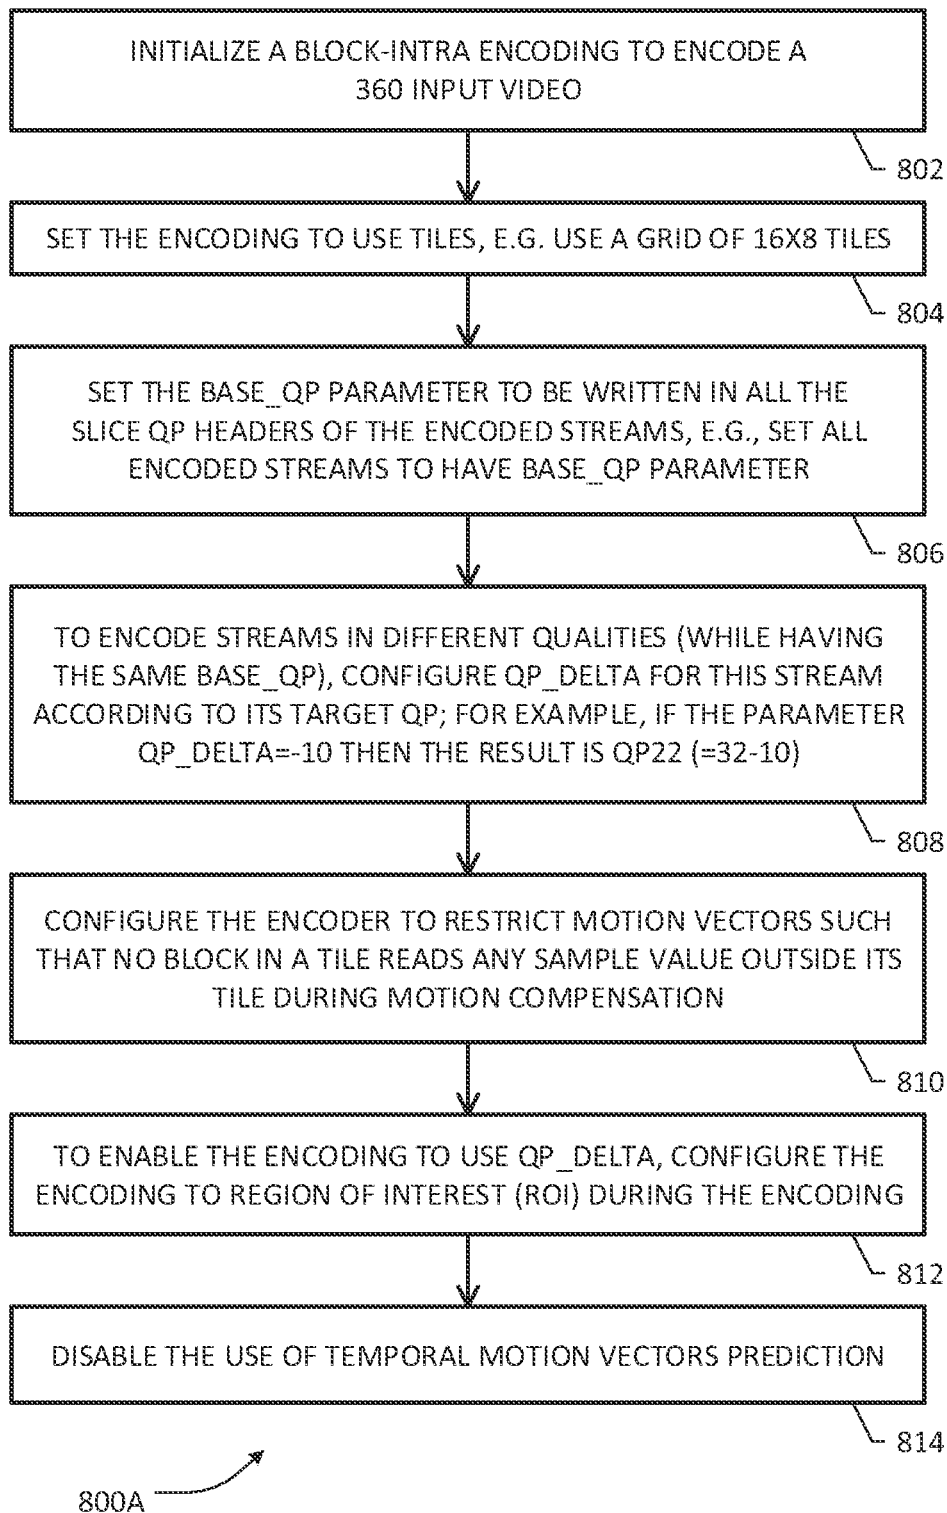 INITIALIZE A BLOCK-INTRA ENCODING TO ENCODE A
360 INPUT VIDEO
802
SET THE ENCODING TO USE TILES, E.G. USE A GRID OF 16X8 TILES
804
SET THE BASE_QP PARAMETER TO BE WRITTEN IN ALL THE
SLICE QP HEADERS OF THE ENCODED STREAMS, E.G., SET ALL
ENCODED STREAMS TO HAVE BASE_QP PARAMETER
806
TO ENCODE STREAMS IN DIFFERENT QUALITIES (WHILE HAVING
THE SAME BASE_QP), CONFIGURE QP_DELTA FOR THIS STREAM
ACCORDING TO ITS TARGET QP; FOR EXAMPLE, IF THE PARAMETER
QP_DELTA=-10 THEN THE RESULT IS QP22 (=32-10)
808
CONFIGURE THE ENCODER TO RESTRICT MOTION VECTORS SUCH
THAT NO BLOCK IN A TILE READS ANY SAMPLE VALUE OUTSIDE ITS
TILE DURING MOTION COMPENSATION
810
TO ENABLE THE ENCODING TO USE QP_DELTA, CONFIGURE THE
ENCODING TO REGION OF INTEREST (ROI) DURING THE ENCODING
812
DISABLE THE USE OF TEMPORAL MOTION VECTORS PREDICTION
814
800A